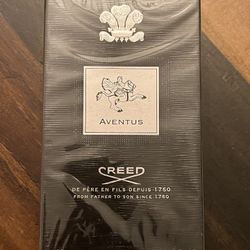 AVENTUS
CREED
DE PÈRE EN FILS DEPUIS 1760
FROM FATHER TO SON SINCE 1760